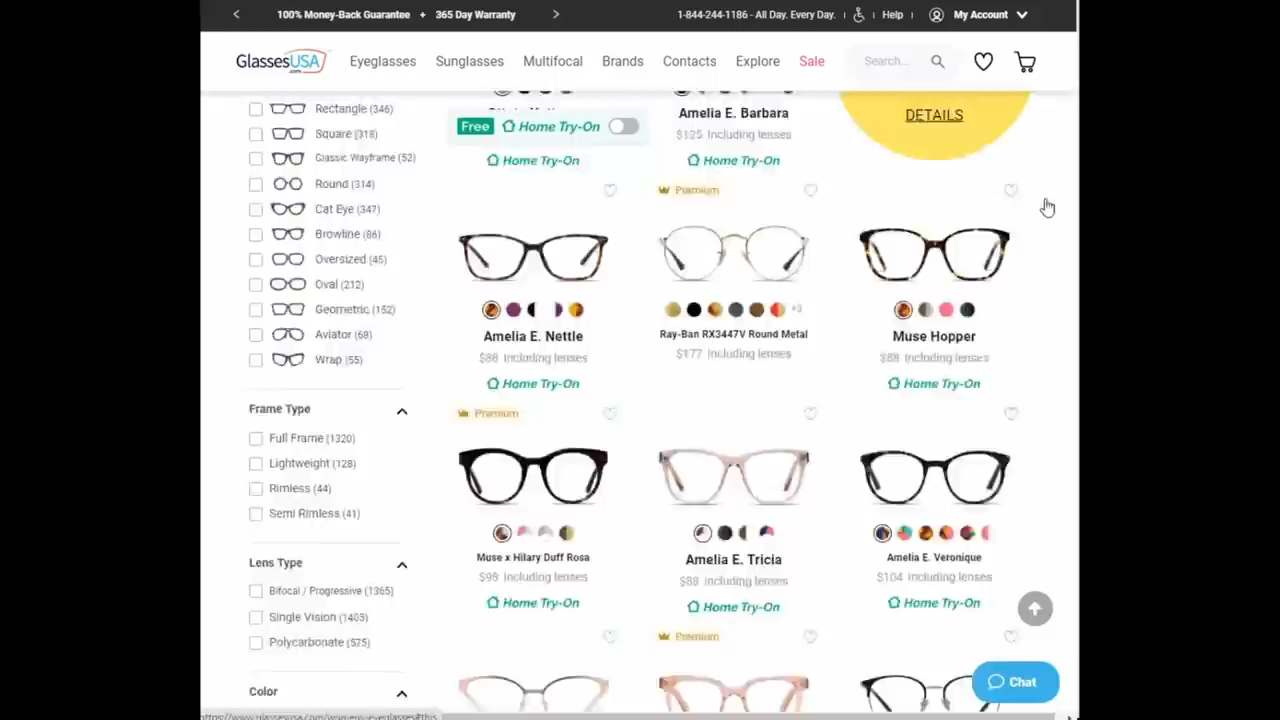 100% Money-Back Guarantee + 365 Day Warranty
1-844-244-1186 - All Day. Every Day.
Help
My Account
GlassesUSA
.com
Eyeglasses
Sunglasses
Multifocal
Brands
Contacts
Explore
Sale
Search...
Rectangle (346)
Square (318)
Classic Wayframe (52)
Round (314)
Cat Eye (347)
Browline (86)
Oversized (45)
Oval (212)
Geometric (152)
Aviator (68)
Wrap (55)
Frame Type
Full Frame (1320)
Lightweight (128)
Rimless (44)
Semi Rimless (41)
Lens Type
Bifocal / Progressive (1365)
Single Vision (1403)
Polycarbonate (575)
Color
Free Home Try-On
Home Try-On
Amelia E. Barbara
$125 Including lenses
Home Try-On
DETAILS
Amelia E. Nettle
$88 Including lenses
Home Try-On
Premium
Ray-Ban RX3447V Round Metal
+3
$177 Including lenses
Muse Hopper
$88 Including lenses
Home Try-On
Premium
Muse x Hilary Duff Rosa
$98 Including lenses
Home Try-On
Amelia E. Tricia
$88 Including lenses
Home Try-On
Amelia E. Veronique
$104 Including lenses
Home Try-On
Premium
Chat